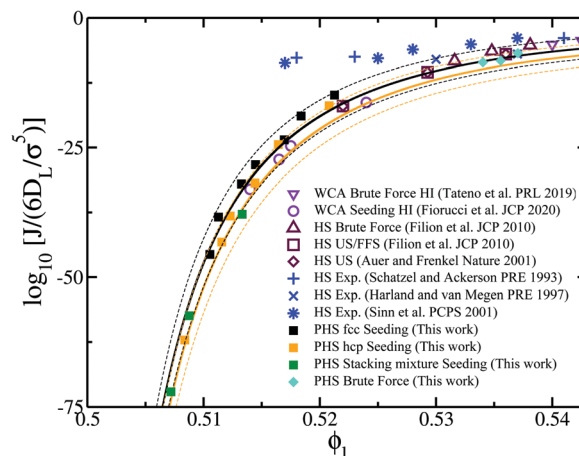 0
-25
-50
-75
log10 [J/(6DL/σ^5)]
WCA Brute Force HI (Tateno et al. PRL 2019)
WCA Seeding HI (Fiorucci et al. JCP 2020)
HS Brute Force (Filion et al. JCP 2010)
HS US/FFS (Filion et al. JCP 2010)
HS US (Auer and Frenkel Nature 2001)
HS Exp. (Schatzel and Ackerson PRE 1993)
HS Exp. (Harland and van Megen PRE 1997)
HS Exp. (Sinn et al. PCPS 2001)
PHS fcc Seeding (This work)
PHS hcp Seeding (This work)
PHS Stacking mixture Seeding (This work)
PHS Brute Force (This work)
0.5 0.51 0.52 0.53 0.54
ϕl